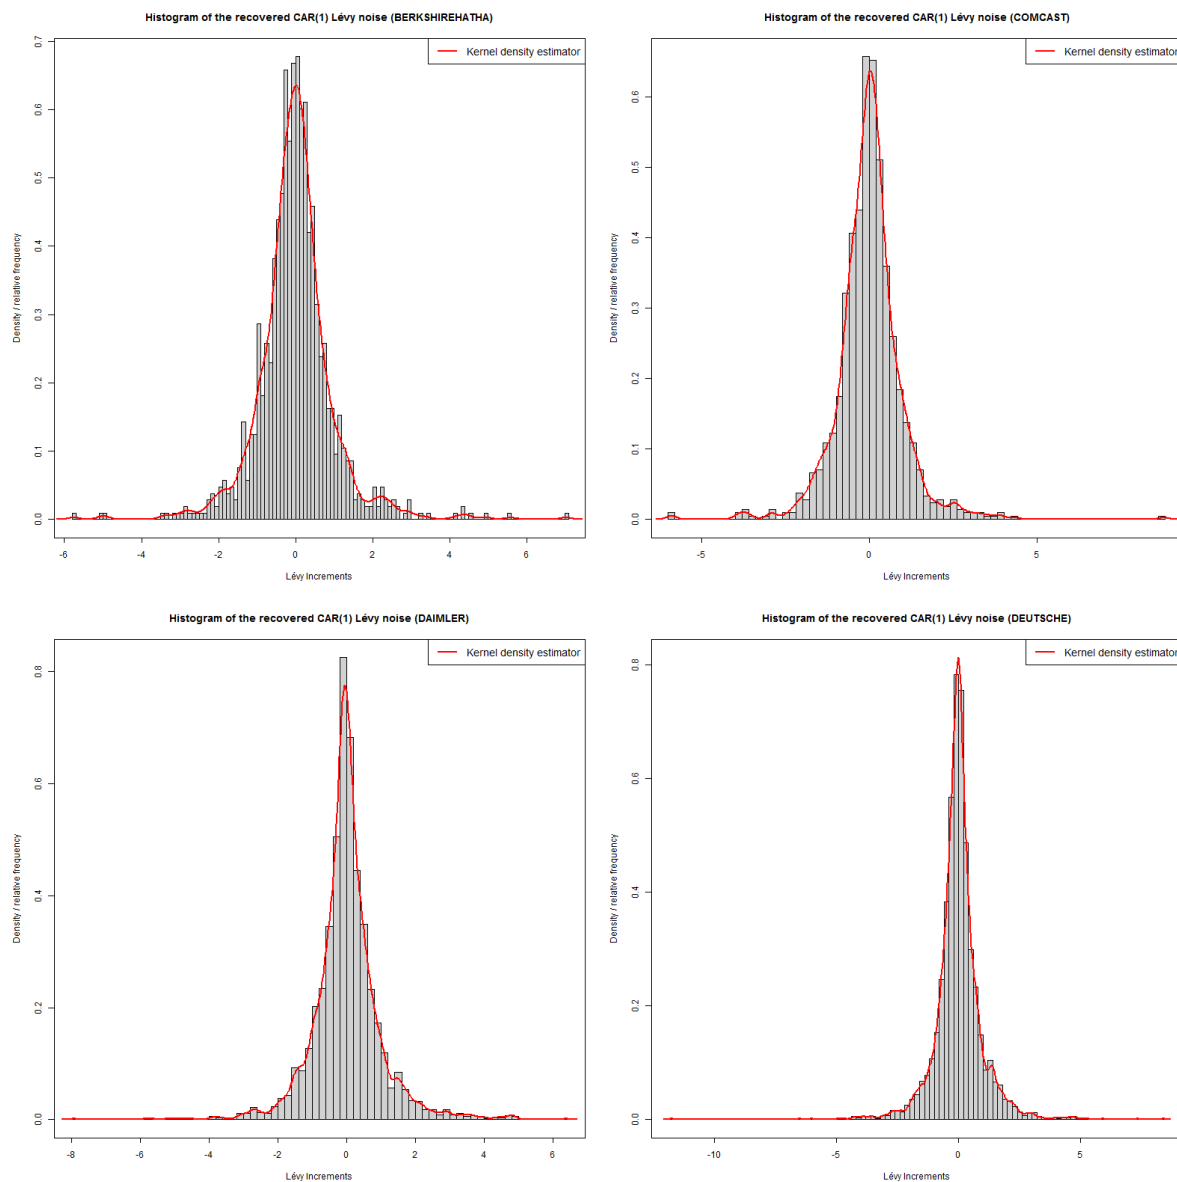 Histogram of the recovered CAR(1) Lévy noise (BERKSHIREHATHA)
Kernel density estimator
Density / relative frequency
0.7
0.6
0.5
0.4
0.3
0.2
0.1
0.0
-6 -4 -2 0 2 4 6
Lévy Increments
Histogram of the recovered CAR(1) Lévy noise (COMCAST)
Kernel density estimator
Density / relative frequency
0.6
0.5
0.4
0.3
0.2
0.1
0.0
-5 0 5
Lévy Increments
Histogram of the recovered CAR(1) Lévy noise (DAIMLER)
Kernel density estimator
Density / relative frequency
0.8
0.6
0.4
0.2
0.0
-8 -6 -4 -2 0 2 4 6
Lévy Increments
Histogram of the recovered CAR(1) Lévy noise (DEUTSCHE)
Kernel density estimator
Density / relative frequency
0.8
0.6
0.4
0.2
0.0
-10 -5 0 5
Lévy Increments